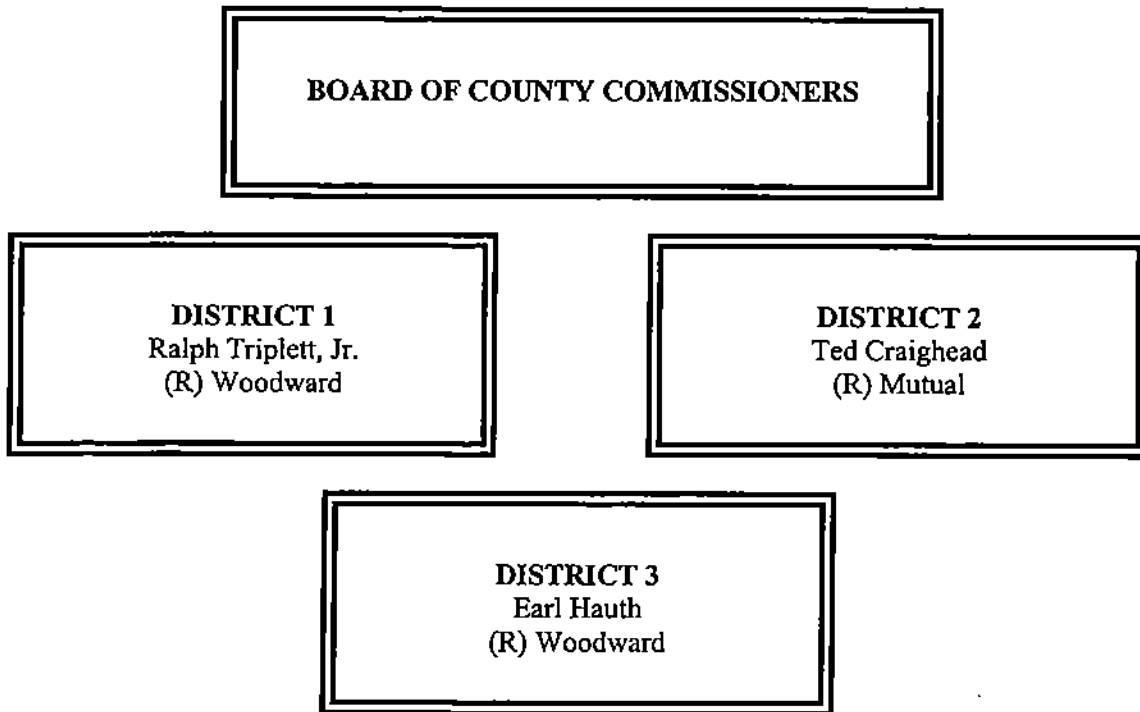 BOARD OF COUNTY COMMISSIONERS
DISTRICT 1
Ralph Triplett, Jr.
(R) Woodward
DISTRICT 2
Ted Craighead
(R) Mutual
DISTRICT 3
Earl Hauth
(R) Woodward